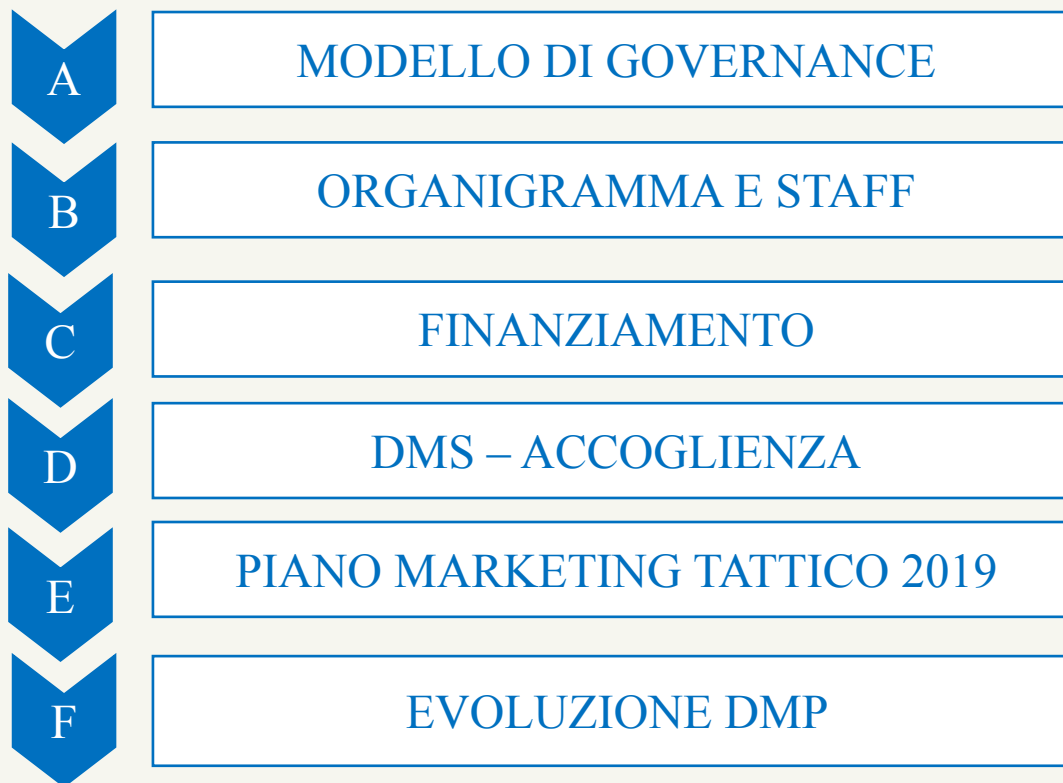 A
MODELLO DI GOVERNANCE
B
ORGANIGRAMMA E STAFF
C
FINANZIAMENTO
D
DMS – ACCOGLIENZA
E
PIANO MARKETING TATTICO 2019
F
EVOLUZIONE DMP